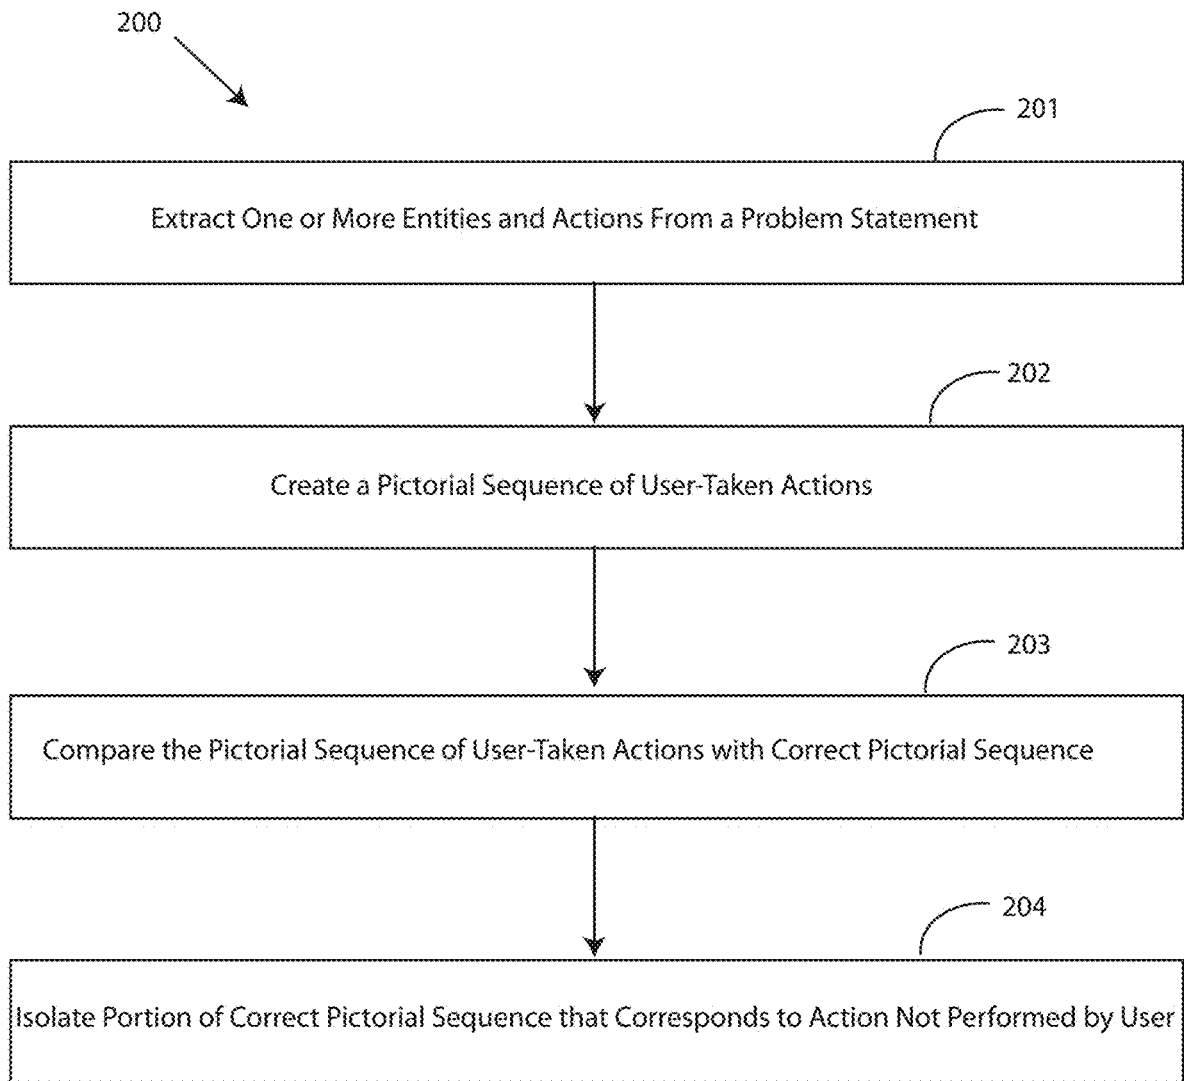 200
201
Extract One or More Entities and Actions From a Problem Statement
202
Create a Pictorial Sequence of User-Taken Actions
203
Compare the Pictorial Sequence of User-Taken Actions with Correct Pictorial Sequence
204
Isolate Portion of Correct Pictorial Sequence that Corresponds to Action Not Performed by User